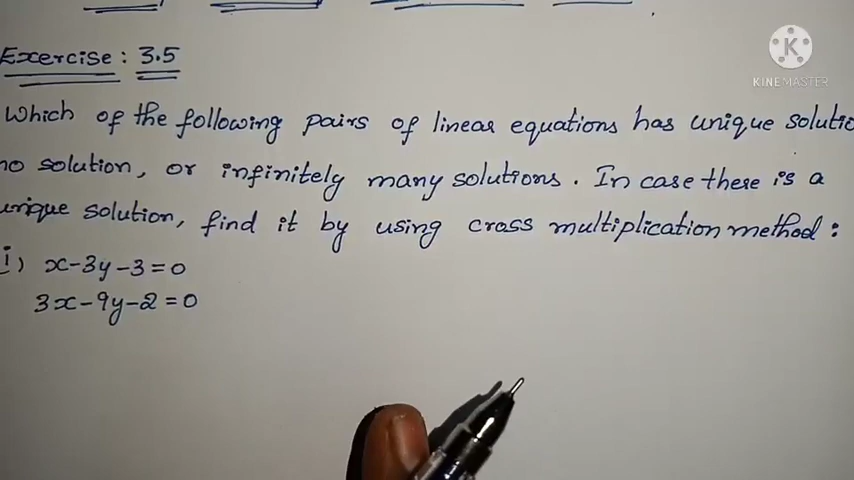 Excercise : 3.5
KINEMASTER
Which of the following pairs of linear equations has unique solutio
no solution, or infinitely many solutions. In case there is a
unique solution, find it by using cross multiplication method :
i) x-3y-3=0
3x-9y-2=0